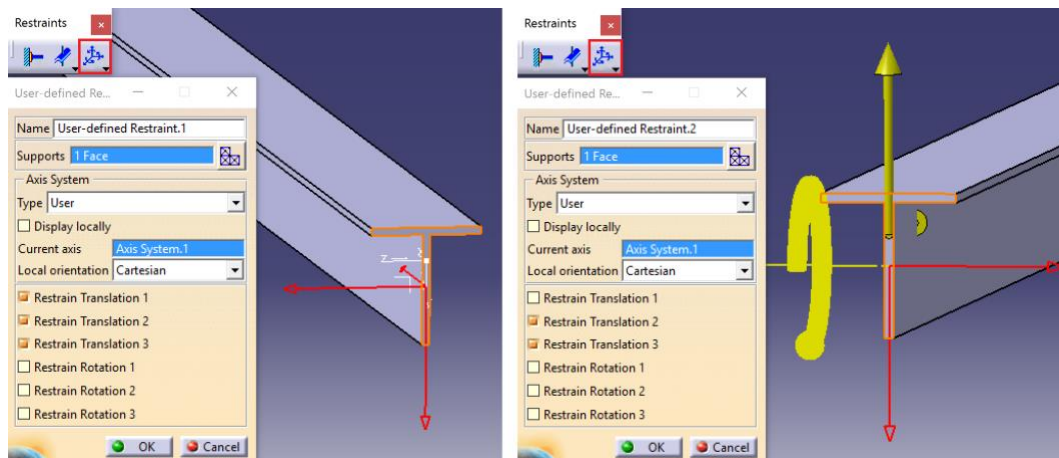 Restraints
User-defined Re...
Name User-defined Restraint.1
Supports 1 Face
Axis System
Type User
Display locally
Current axis Axis System.1
Local orientation Cartesian
Restrain Translation 1
Restrain Translation 2
Restrain Translation 3
Restrain Rotation 1
Restrain Rotation 2
Restrain Rotation 3
OK Cancel
Restraints
User-defined Re...
Name User-defined Restraint.2
Supports 1 Face
Axis System
Type User
Display locally
Current axis Axis System.1
Local orientation Cartesian
Restrain Translation 1
Restrain Translation 2
Restrain Translation 3
Restrain Rotation 1
Restrain Rotation 2
Restrain Rotation 3
OK Cancel